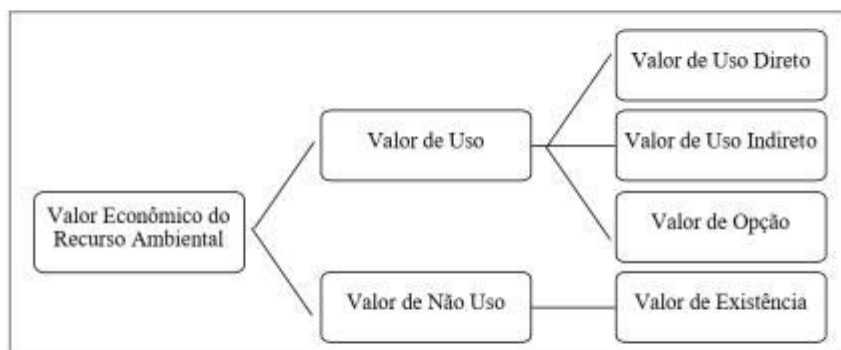 Valor Econômico do
Recurso Ambiental
Valor de Uso
Valor de Não Uso
Valor de Uso Direto
Valor de Uso Indireto
Valor de Opção
Valor de Existência